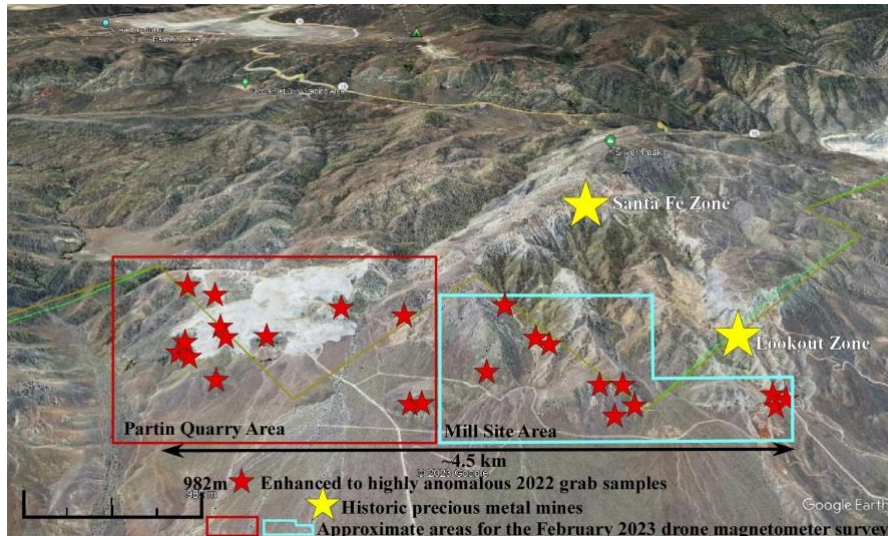 Santa Fe Zone
Lookout Zone
Partin Quarry Area
Mill Site Area
~4.5 km
© 2023 Google
982m
Enhanced to highly anomalous 2022 grab samples
Historic precious metal mines
Google Earth
Approximate areas for the February 2023 drone magnetometer survey